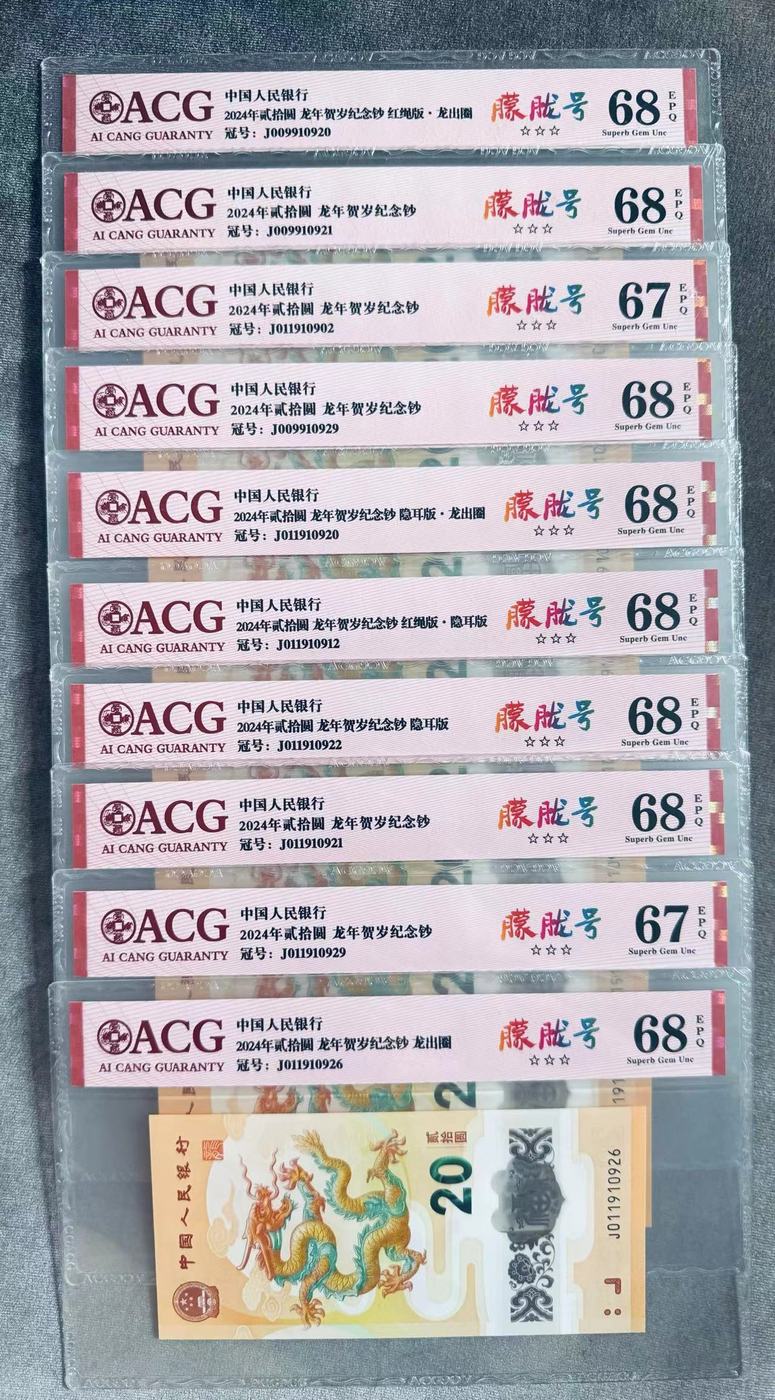 ACG
AI CANG GUARANTY
中国人民银行
2024年贰拾圆 龙年贺岁纪念钞 红绳版·龙出圈
冠号：J009910920
朦胧号
☆☆☆
68
EPQ
Superb Gem Unc
ACG
AI CANG GUARANTY
中国人民银行
2024年贰拾圆 龙年贺岁纪念钞
冠号：J009910921
朦胧号
☆☆☆
68
EPQ
Superb Gem Unc
ACG
AI CANG GUARANTY
中国人民银行
2024年贰拾圆 龙年贺岁纪念钞
冠号：J011910902
朦胧号
☆☆☆
67
EPQ
Superb Gem Unc
ACG
AI CANG GUARANTY
中国人民银行
2024年贰拾圆 龙年贺岁纪念钞
冠号：J009910929
朦胧号
☆☆☆
68
EPQ
Superb Gem Unc
ACG
AI CANG GUARANTY
中国人民银行
2024年贰拾圆 龙年贺岁纪念钞 隐耳版·龙出圈
冠号：J011910920
朦胧号
☆☆☆
68
EPQ
Superb Gem Unc
ACG
AI CANG GUARANTY
中国人民银行
2024年贰拾圆 龙年贺岁纪念钞 红绳版·隐耳版
冠号：J011910912
朦胧号
☆☆☆
68
EPQ
Superb Gem Unc
ACG
AI CANG GUARANTY
中国人民银行
2024年贰拾圆 龙年贺岁纪念钞 隐耳版
冠号：J011910922
朦胧号
☆☆☆
68
EPQ
Superb Gem Unc
ACG
AI CANG GUARANTY
中国人民银行
2024年贰拾圆 龙年贺岁纪念钞
冠号：J011910921
朦胧号
☆☆☆
68
EPQ
Superb Gem Unc
ACG
AI CANG GUARANTY
中国人民银行
2024年贰拾圆 龙年贺岁纪念钞
冠号：J011910929
朦胧号
☆☆☆
67
EPQ
Superb Gem Unc
ACG
AI CANG GUARANTY
中国人民银行
2024年贰拾圆 龙年贺岁纪念钞 龙出圈
冠号：J011910926
朦胧号
☆☆☆
68
EPQ
Superb Gem Unc
中国人民银行
贰拾圆
20
J011910926